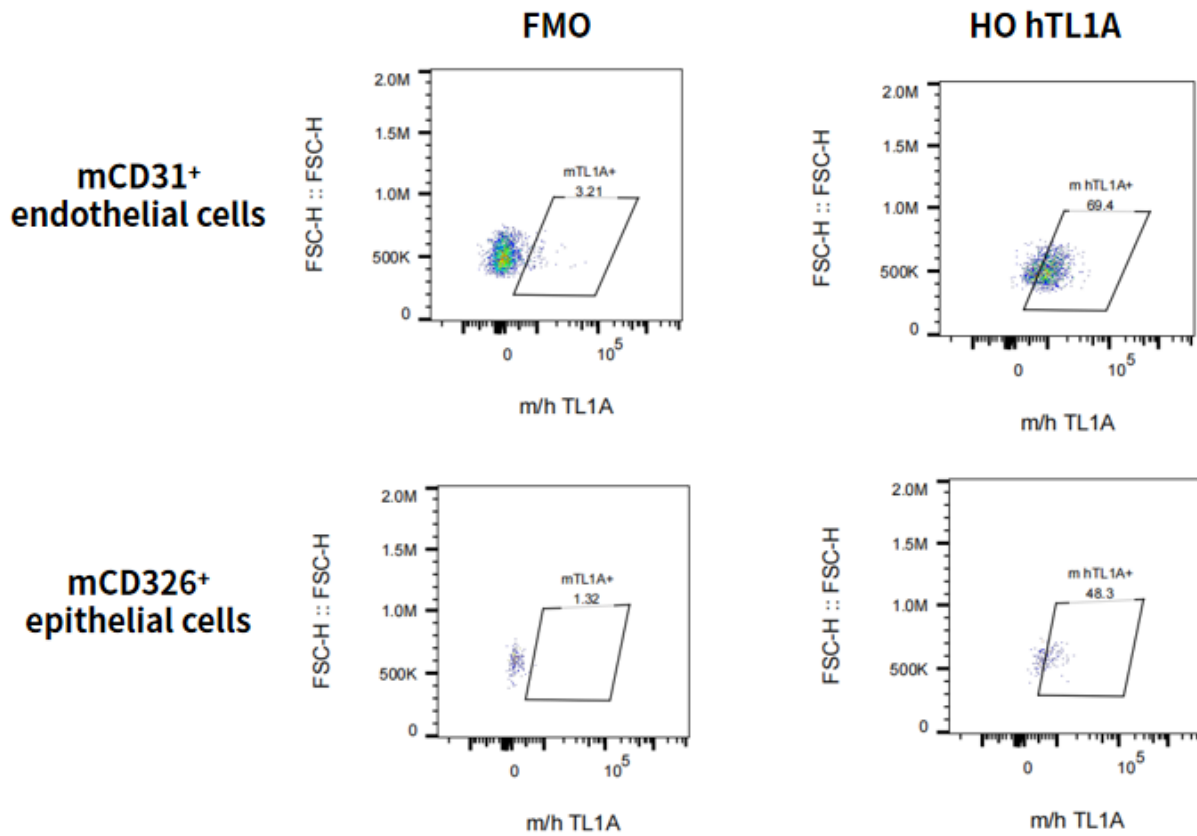 FMO
HO hTL1A
mCD31⁺
endothelial cells
FSC-H :: FSC-H
2.0M
1.5M
1.0M
500K
0
mTL1A+
3.21
0
10⁵
m/h TL1A
FSC-H :: FSC-H
2.0M
1.5M
1.0M
500K
0
m hTL1A+
69.4
0
10⁵
m/h TL1A
mCD326⁺
epithelial cells
FSC-H :: FSC-H
2.0M
1.5M
1.0M
500K
0
mTL1A+
1.32
0
10⁵
m/h TL1A
FSC-H :: FSC-H
2.0M
1.5M
1.0M
500K
0
m hTL1A+
48.3
0
10⁵
m/h TL1A